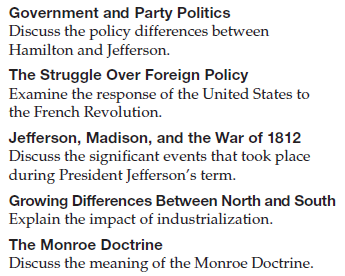 Government and Party Politics
Discuss the policy differences between
Hamilton and Jefferson.
The Struggle Over Foreign Policy
Examine the response of the United States to
the French Revolution.
Jefferson, Madison, and the War of 1812
Discuss the significant events that took place
during President Jefferson's term.
Growing Differences Between North and South
Explain the impact of industrialization.
The Monroe Doctrine
Discuss the meaning of the Monroe Doctrine.